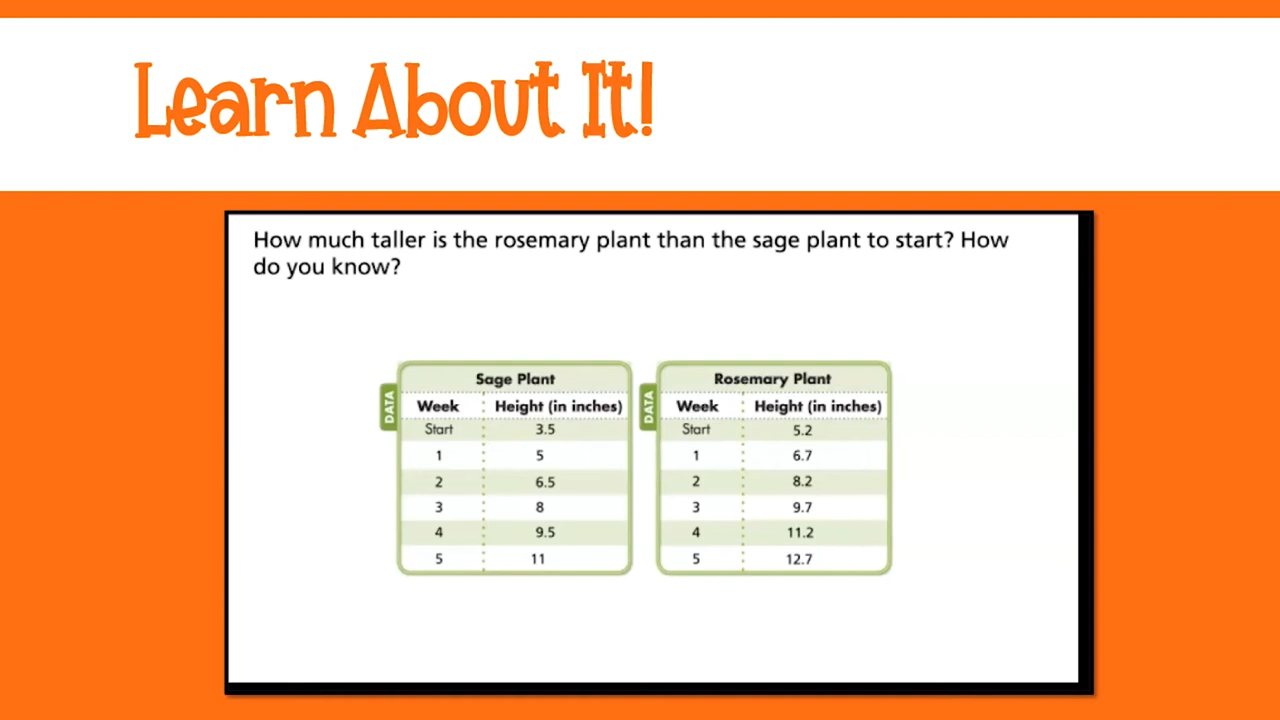 Learn About It!
How much taller is the rosemary plant than the sage plant to start? How
do you know?
DATA
Sage Plant
Week Height (in inches)
Start 3.5
1 5
2 6.5
3 8
4 9.5
5 11
DATA
Rosemary Plant
Week Height (in inches)
Start 5.2
1 6.7
2 8.2
3 9.7
4 11.2
5 12.7